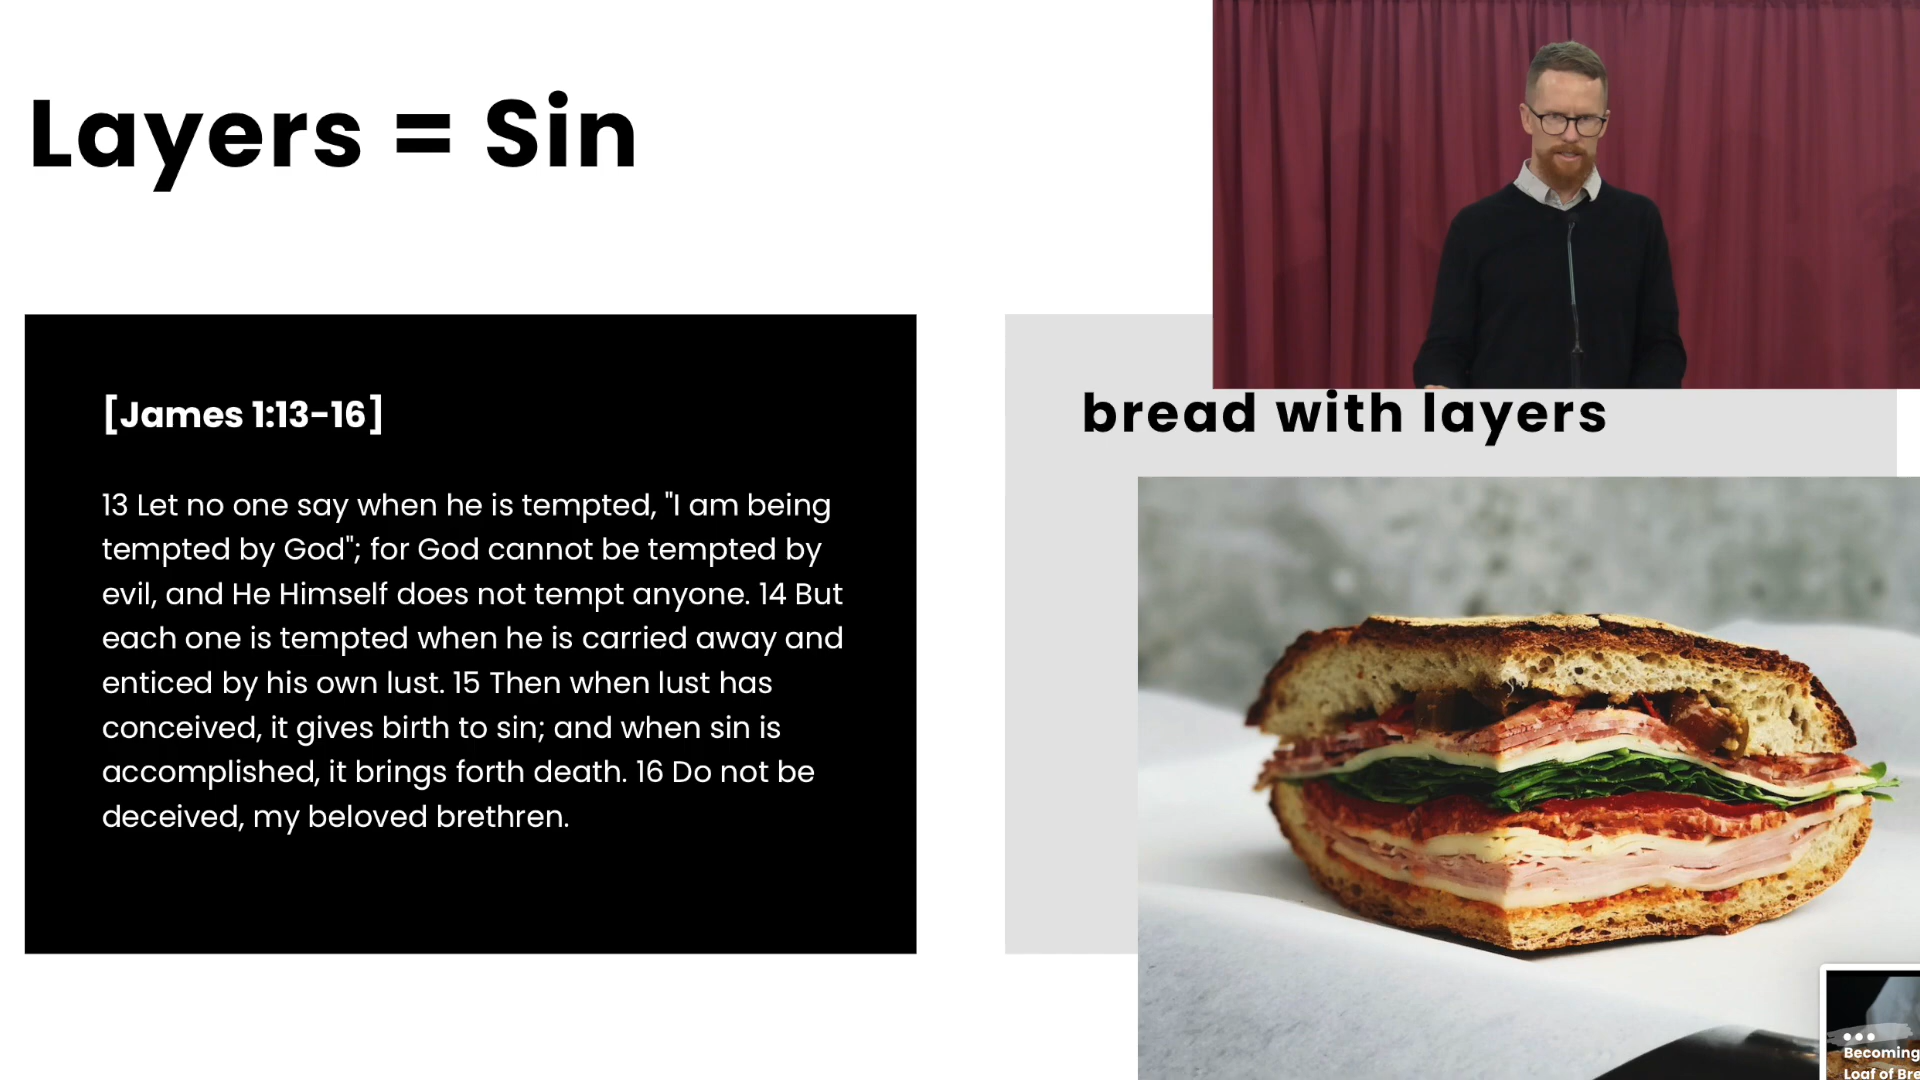 Layers = Sin
[James 1:13-16]
13 Let no one say when he is tempted, "I am being
tempted by God"; for God cannot be tempted by
evil, and He Himself does not tempt anyone. 14 But
each one is tempted when he is carried away and
enticed by his own lust. 15 Then when lust has
conceived, it gives birth to sin; and when sin is
accomplished, it brings forth death. 16 Do not be
deceived, my beloved brethren.
bread with layers
Becoming
Loaf of Bre